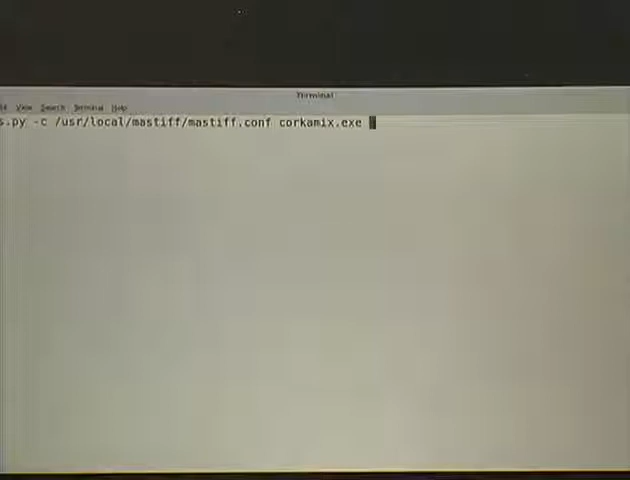 Terminal
View Search Terminal Help
s.py -c /usr/local/mastiff/mastiff.conf corkamix.exe